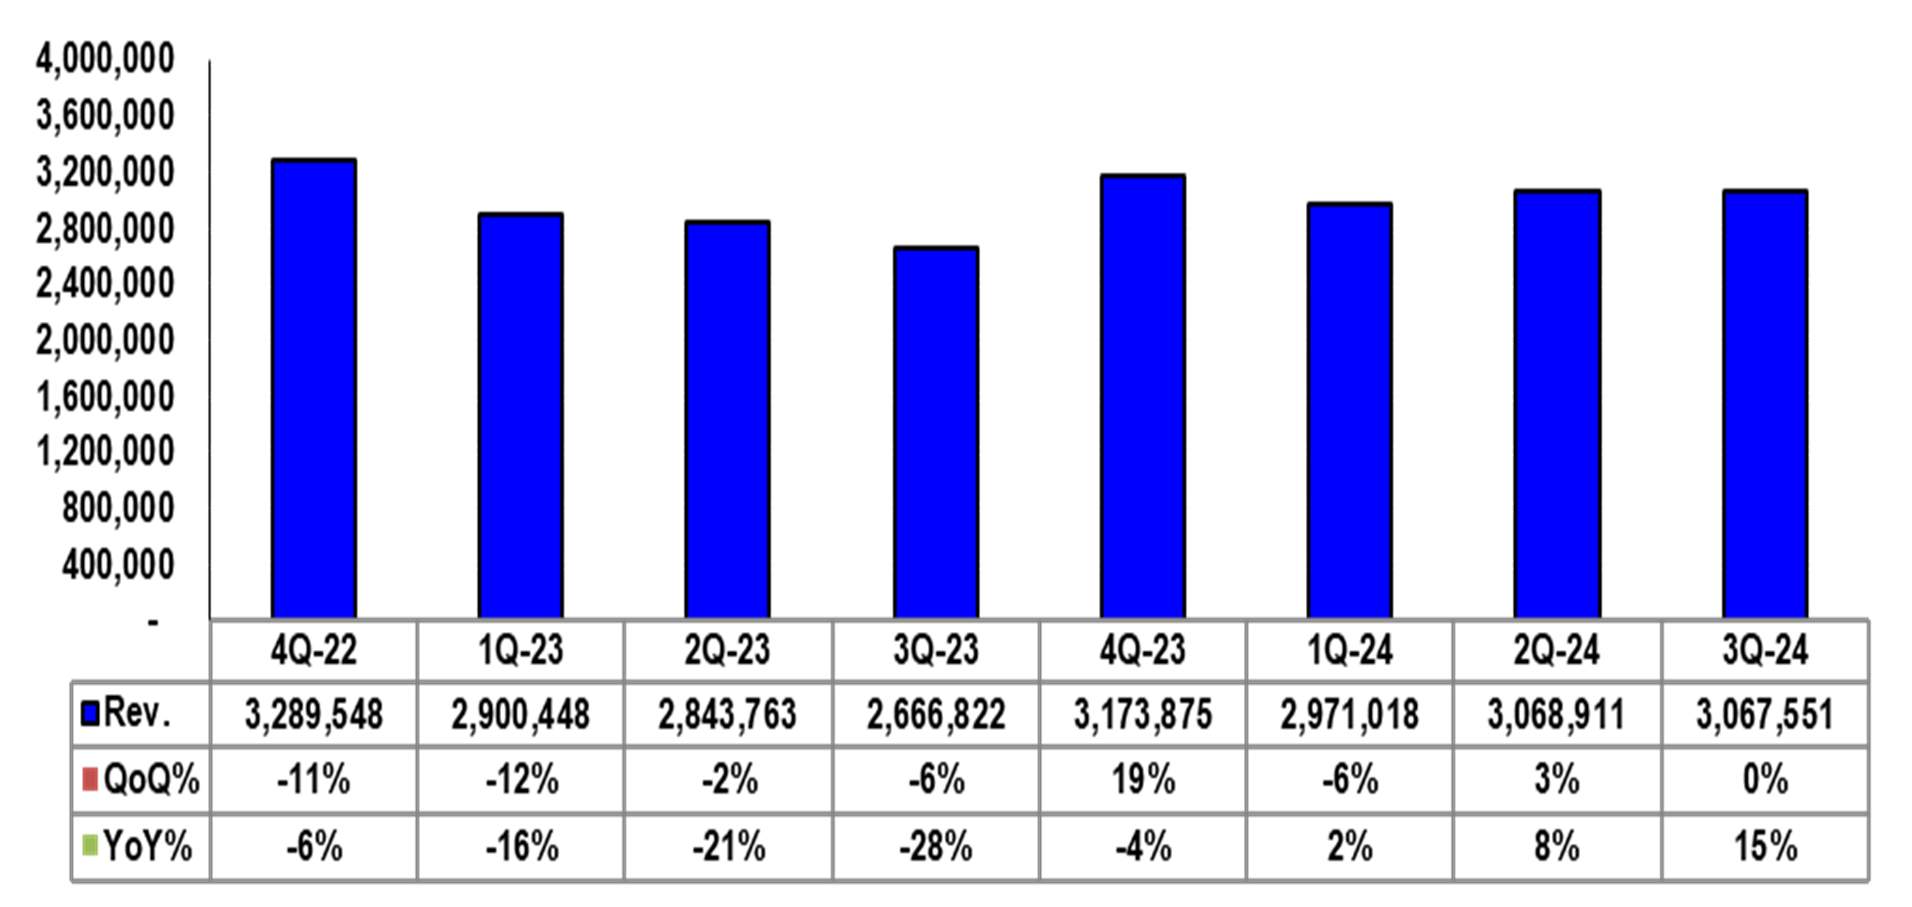 4,000,000
3,600,000
3,200,000
2,800,000
2,400,000
2,000,000
1,600,000
1,200,000
800,000
400,000
-
4Q-22 1Q-23 2Q-23 3Q-23 4Q-23 1Q-24 2Q-24 3Q-24
Rev. 3,289,548 2,900,448 2,843,763 2,666,822 3,173,875 2,971,018 3,068,911 3,067,551
QoQ% -11% -12% -2% -6% 19% -6% 3% 0%
YoY% -6% -16% -21% -28% -4% 2% 8% 15%